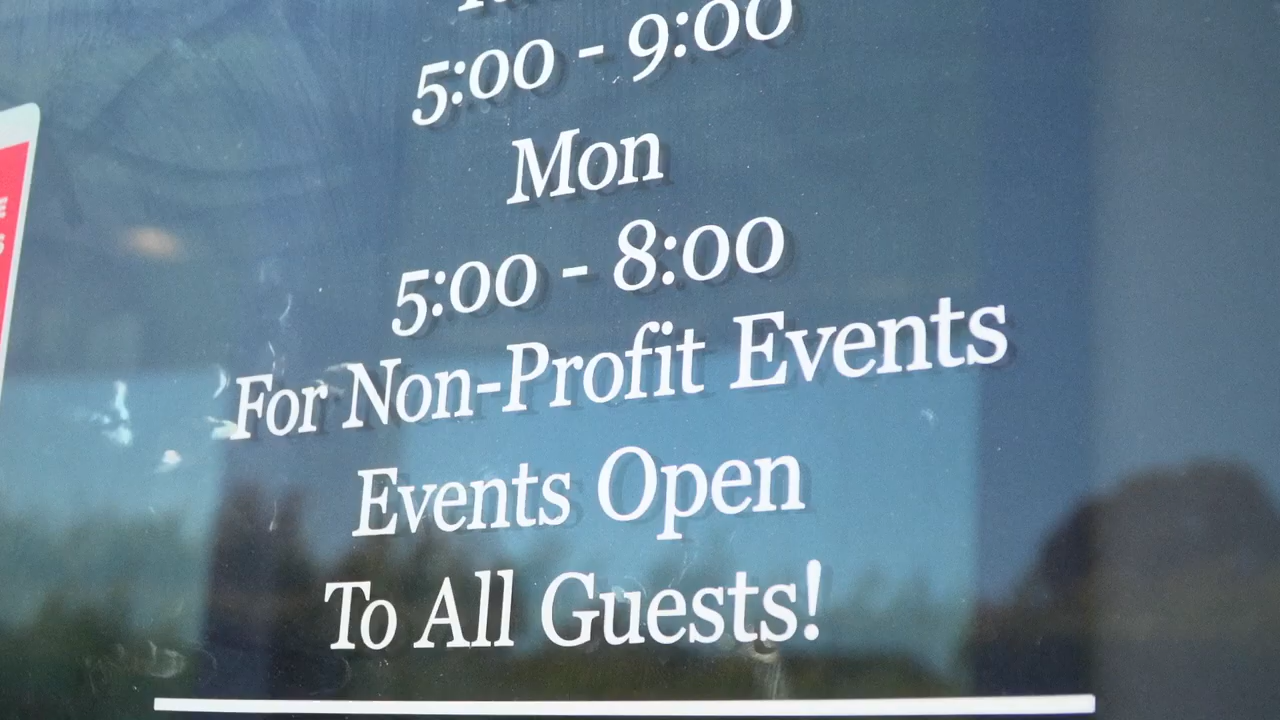 5:00 - 9:00
Mon
5:00 - 8:00
For Non-Profit Events
Events Open
To All Guests!